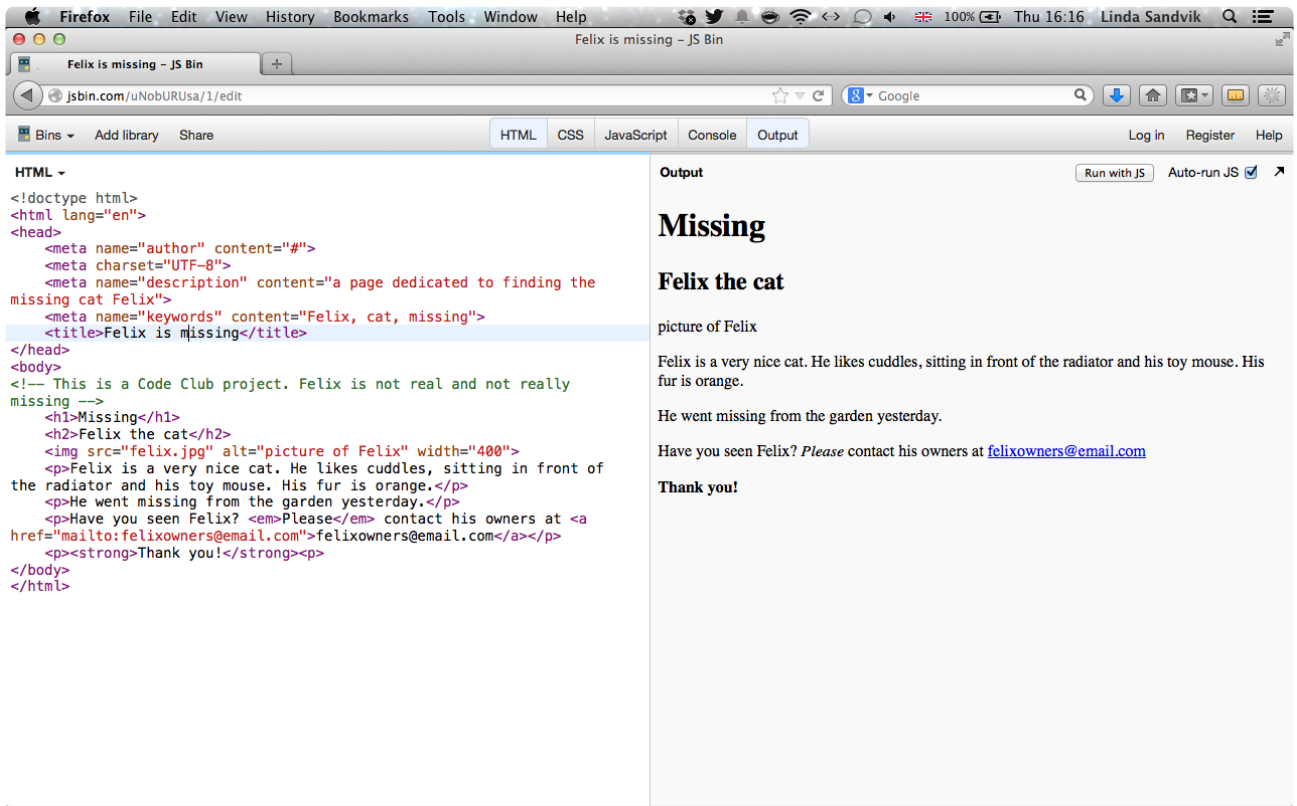 Firefox File Edit View History Bookmarks Tools Window Help 100% Thu 16:16 Linda Sandvik
Felix is missing – JS Bin
Felix is missing – JS Bin
jsbin.com/uNobURUsa/1/edit
Google
Bins Add library Share HTML CSS JavaScript Console Output Log in Register Help
HTML
<!doctype html>
<html lang="en">
<head>
<meta name="author" content="#">
<meta charset="UTF-8">
<meta name="description" content="a page dedicated to finding the
missing cat Felix">
<meta name="keywords" content="Felix, cat, missing">
<title>Felix is missing</title>
</head>
<body>
<!-- This is a Code Club project. Felix is not real and not really
missing -->
<h1>Missing</h1>
<h2>Felix the cat</h2>
<img src="felix.jpg" alt="picture of Felix" width="400">
<p>Felix is a very nice cat. He likes cuddles, sitting in front of
the radiator and his toy mouse. His fur is orange.</p>
<p>He went missing from the garden yesterday.</p>
<p>Have you seen Felix? <em>Please</em> contact his owners at <a
href="mailto:felixowners@email.com">felixowners@email.com</a></p>
<p><strong>Thank you!</strong><p>
</body>
</html>
Output Run with JS Auto-run JS
Missing
Felix the cat
picture of Felix
Felix is a very nice cat. He likes cuddles, sitting in front of the radiator and his toy mouse. His
fur is orange.
He went missing from the garden yesterday.
Have you seen Felix? Please contact his owners at felixowners@email.com
Thank you!